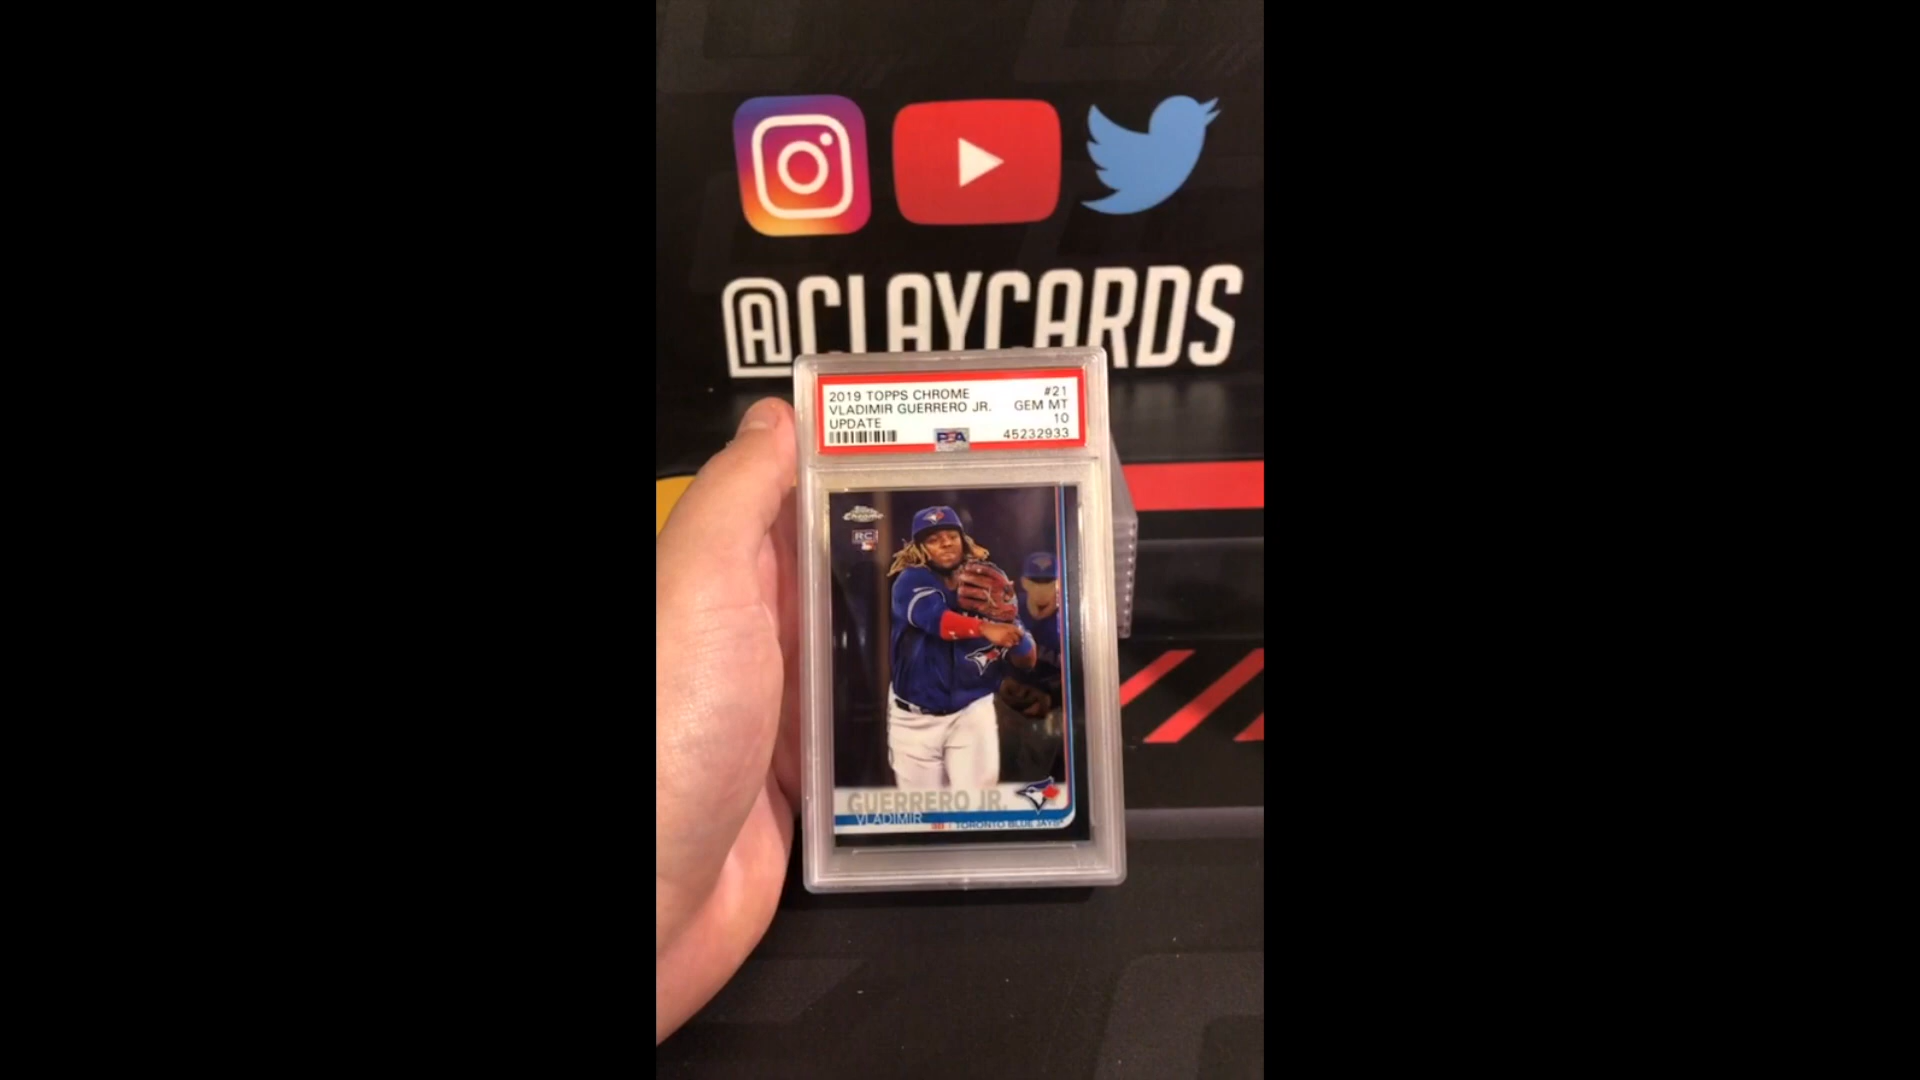 @CLAYCARDS
2019 TOPPS CHROME #21
VLADIMIR GUERRERO JR. GEM MT
UPDATE 10
PSA 45232933
Topps
Chrome
RC
GUERRERO JR.
VLADIMIR
TORONTO BLUE JAYS